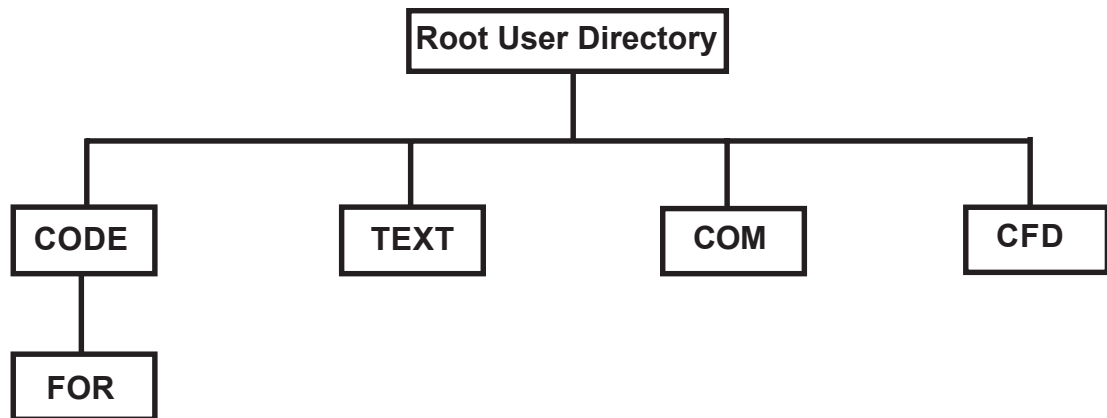 Root User Directory
CODE
TEXT
COM
CFD
FOR